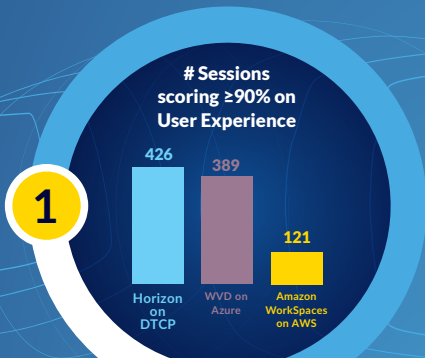 # Sessions
scoring ≥90% on
User Experience
426
389
121
1
Horizon
on
DTCP
WVD on
Azure
Amazon
WorkSpaces
on AWS